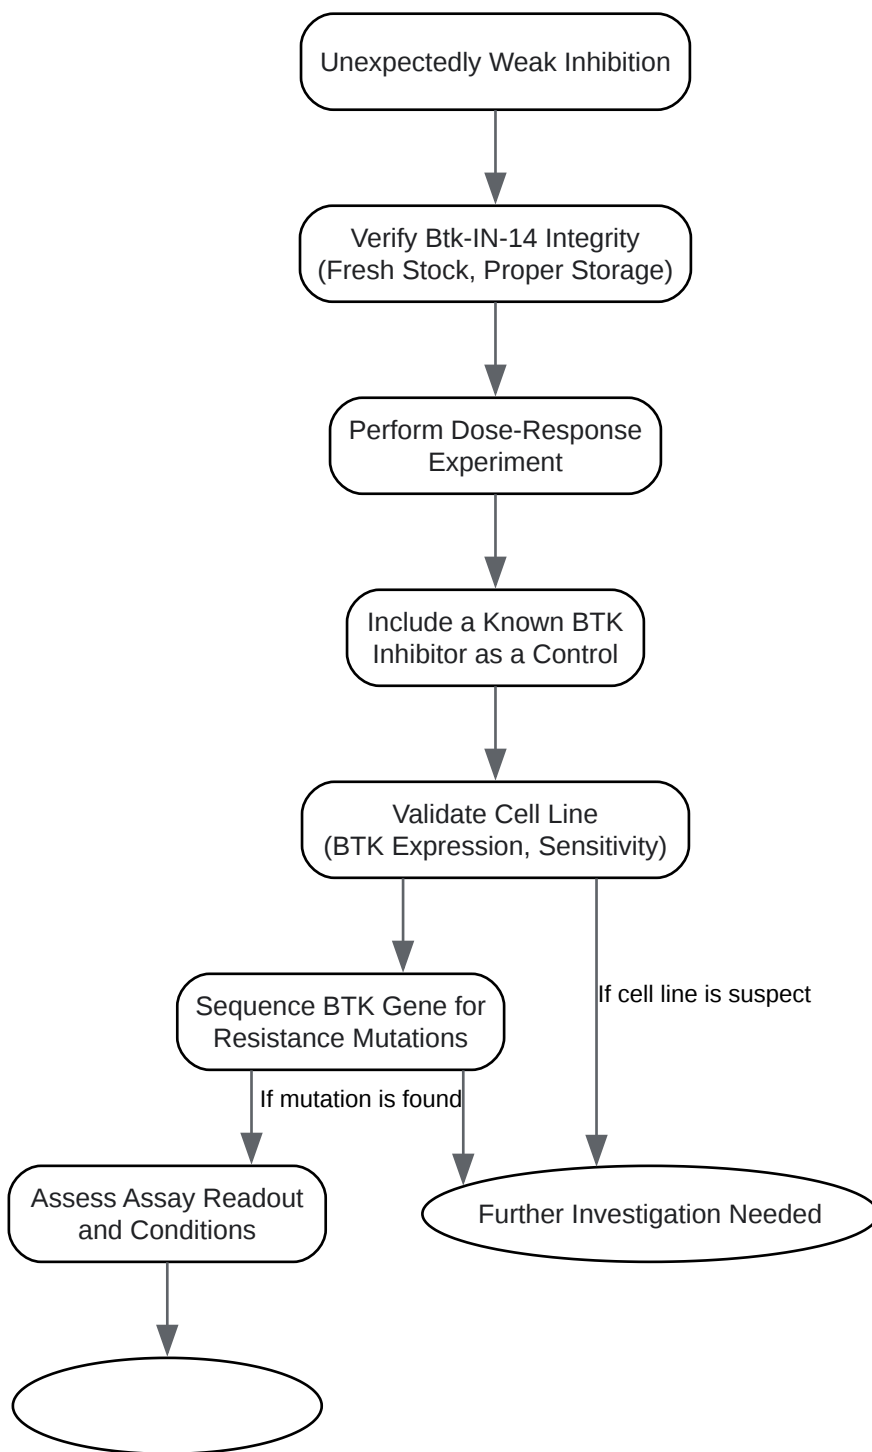 Unexpectedly Weak Inhibition
Verify Btk-IN-14 Integrity
(Fresh Stock, Proper Storage)
Perform Dose-Response
Experiment
Include a Known BTK
Inhibitor as a Control
Validate Cell Line
(BTK Expression, Sensitivity)
Sequence BTK Gene for
Resistance Mutations
If cell line is suspect
If mutation is found
Assess Assay Readout
and Conditions
Further Investigation Needed